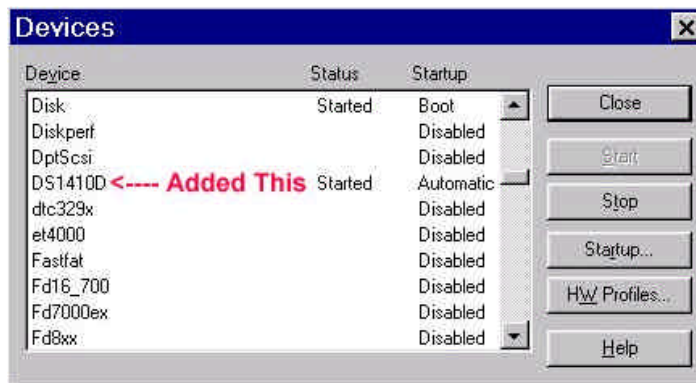 Devices
Device Status Startup
Disk Started Boot
Diskperf Disabled
DptScsi Disabled
DS1410D <---- Added This Started Automatic
dtc329x Disabled
et4000 Disabled
Fastfat Disabled
Fd16_700 Disabled
Fd7000ex Disabled
Fd8xx Disabled
Close
Start
Stop
Startup...
HW Profiles...
Help